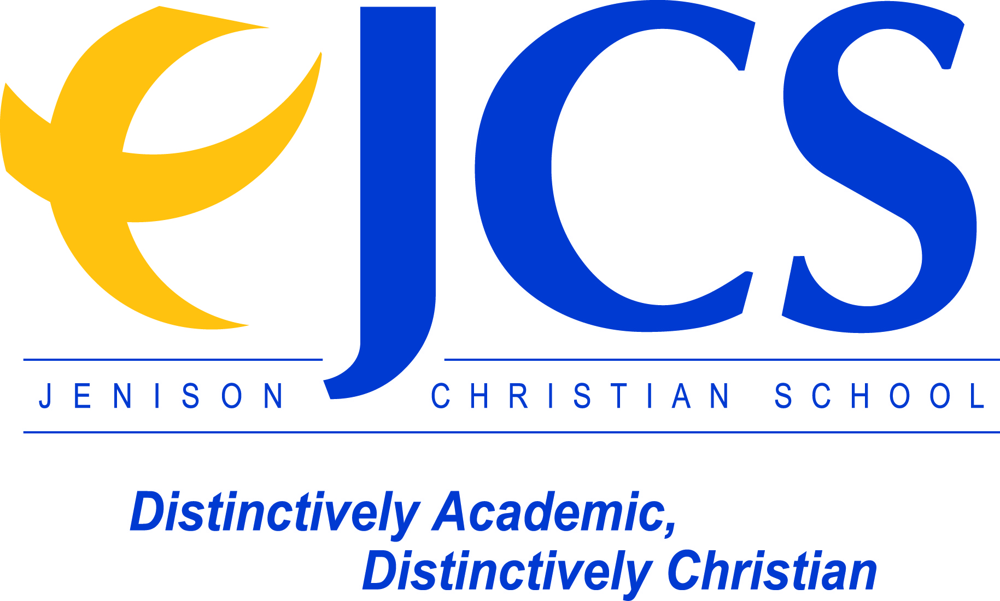 JCS
JENISON CHRISTIAN SCHOOL
Distinctively Academic,
Distinctively Christian